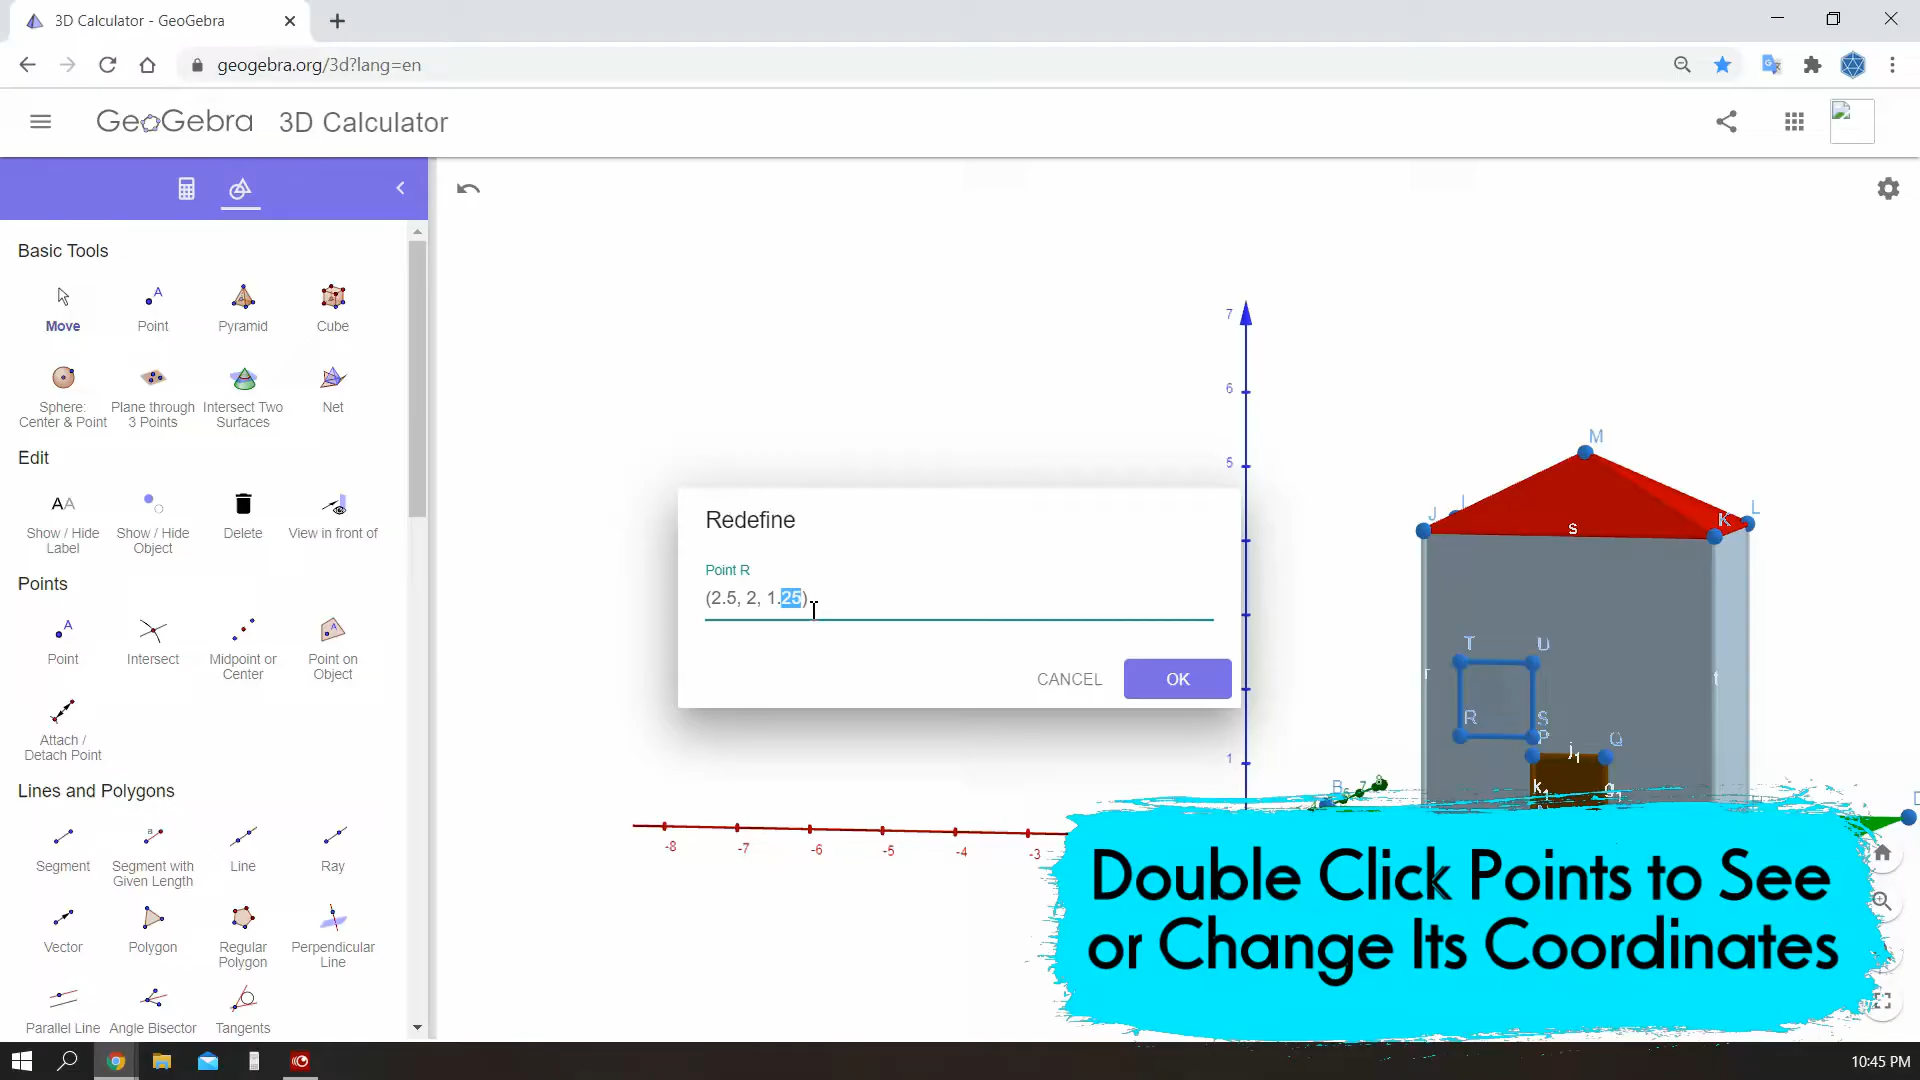 3D Calculator - GeoGebra
geogebra.org/3d?lang=en
GeoGebra 3D Calculator
Basic Tools
Move
Point
Pyramid
Cube
Sphere: Center & Point
Plane through 3 Points
Intersect Two Surfaces
Net
Edit
AA
Show / Hide Label
Show / Hide Object
Delete
View in front of
Points
Point
Intersect
Midpoint or Center
Point on Object
Attach / Detach Point
Lines and Polygons
Segment
Segment with Given Length
Line
Ray
Vector
Polygon
Regular Polygon
Perpendicular Line
Parallel Line
Angle Bisector
Tangents
7
6
5
1
Redefine
Point R
(2.5, 2, 1.25)
CANCEL
OK
M
J
K
L
s
T
U
r
t
R
S
P
j1
Q
k1
g1
B
-8
-7
-6
-5
-4
-3
Double Click Points to See
or Change Its Coordinates
10:45 PM